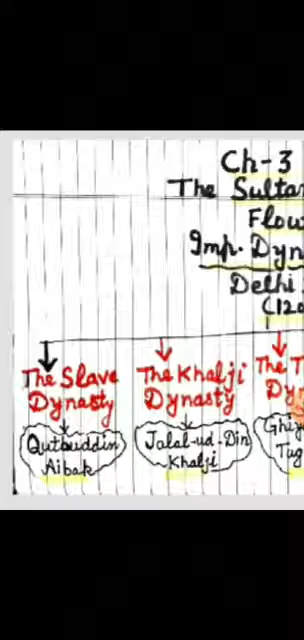 Ch-3
The Sulta
Flow
Imp. Dyn
Delhi
(120
The Slave
Dynasty
Qutbuddin
Aibak
The Khalji
Dynasty
Jalal-ud-Din
Khalji
The T
Dy
Ghiy
Tug